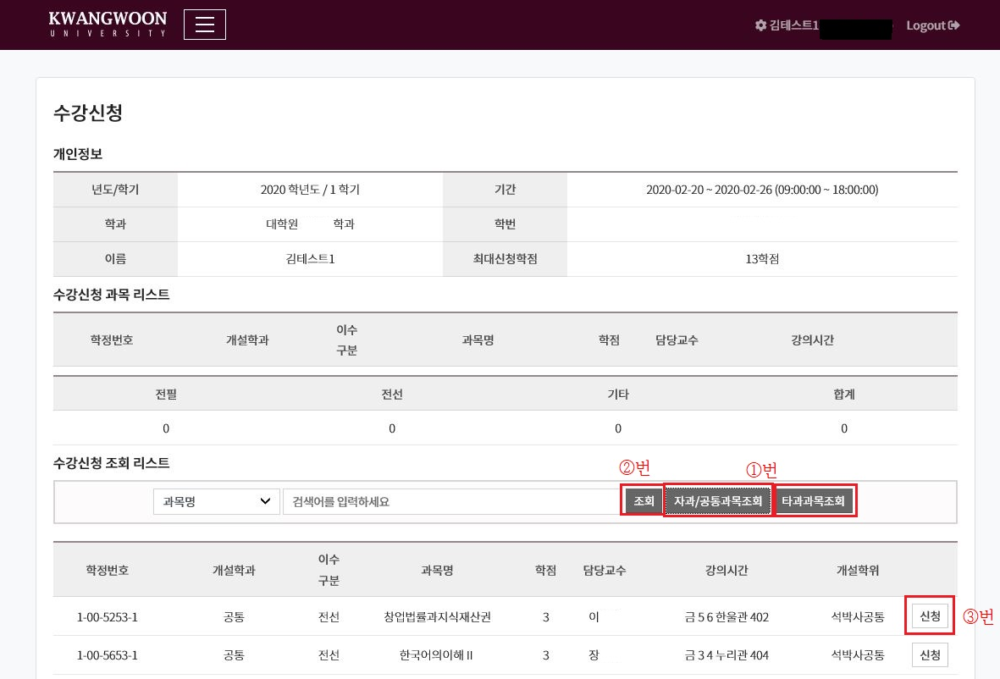 KWANGWOON
UNIVERSITY
김테스트1
Logout
수강신청
개인정보
년도/학기 2020 학년도 / 1 학기 기간 2020-02-20 ~ 2020-02-26 (09:00:00 ~ 18:00:00)
학과 대학원 학과 학번
이름 김테스트1 최대신청학점 13학점
수강신청 과목 리스트
학정번호 개설학과 이수 구분 과목명 학점 담당교수 강의시간
전필 전선 기타 합계
0 0 0 0
수강신청 조회 리스트
②번 ①번
과목명 검색어를 입력하세요 조회 자과/공통과목조회 타과과목조회
학정번호 개설학과 이수 구분 과목명 학점 담당교수 강의시간 개설학위
1-00-5253-1 공통 전선 창업법률과지식재산권 3 이 금 5 6 한울관 402 석박사공통 신청 ③번
1-00-5653-1 공통 전선 한국어의이해 II 3 장 금 3 4 누리관 404 석박사공통 신청